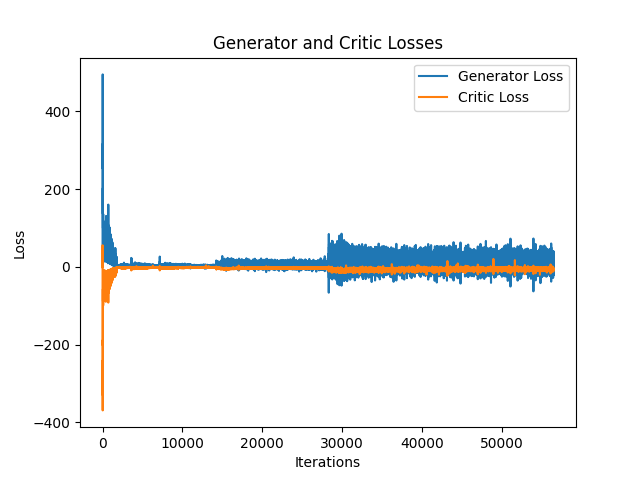 Generator and Critic Losses
Generator Loss
Critic Loss
400
200
0
−200
−400
Loss
0
10000
20000
30000
40000
50000
Iterations